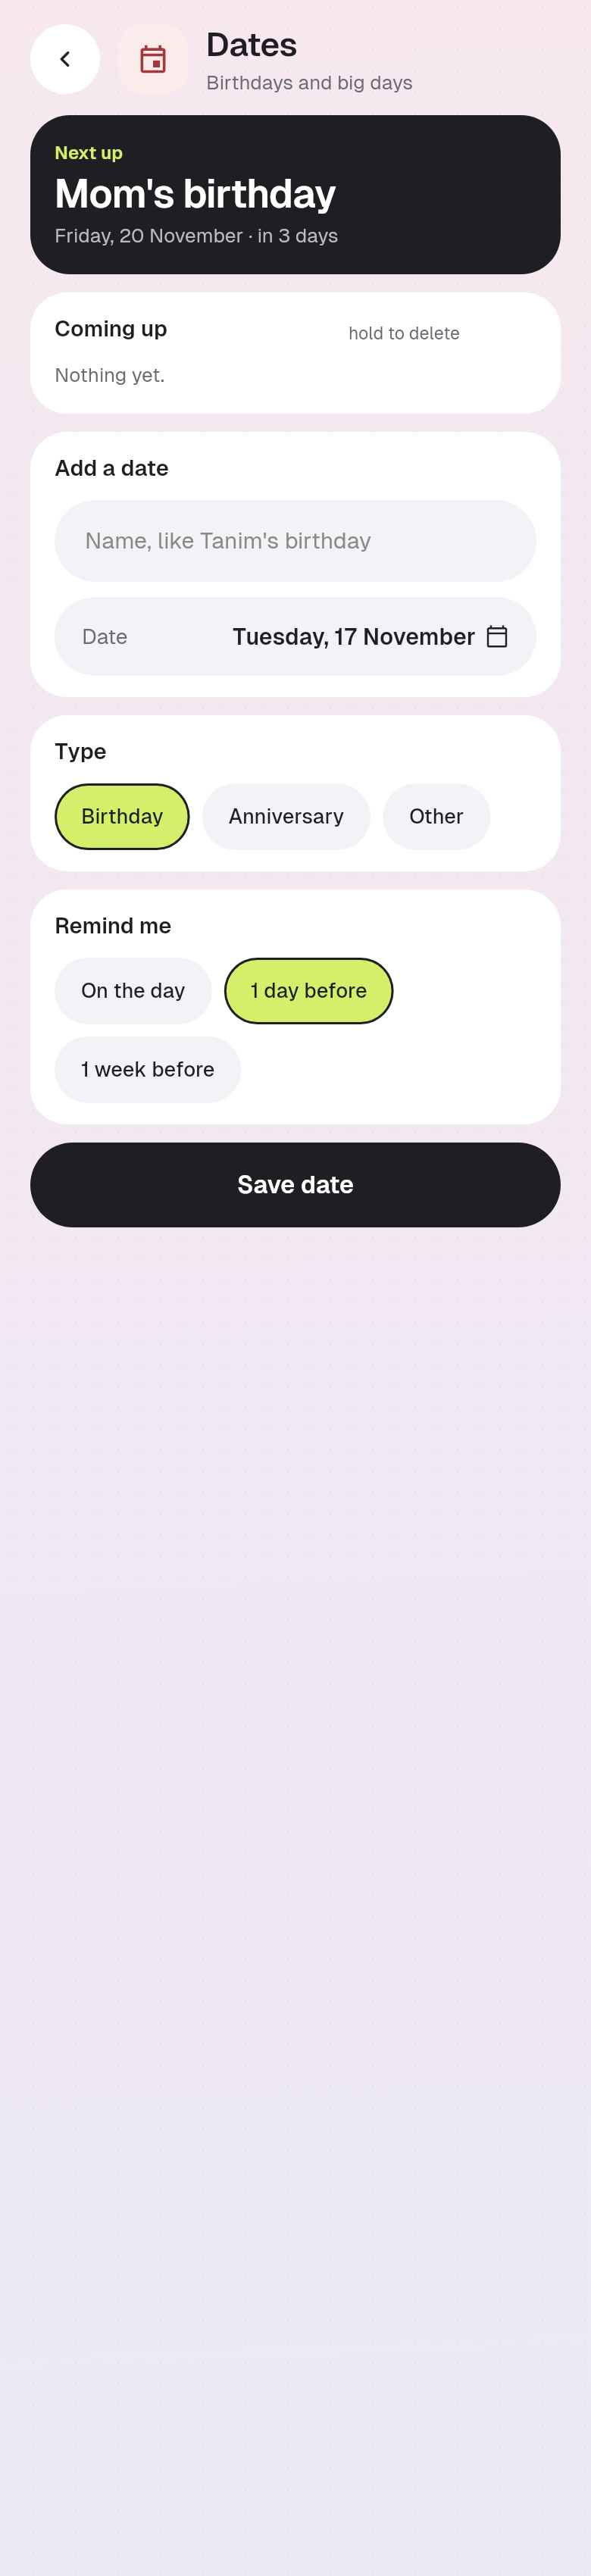 Dates
Birthdays and big days
Next up
Mom's birthday
Friday, 20 November · in 3 days
Coming up
hold to delete
Nothing yet.
Add a date
Name, like Tanim's birthday
Date
Tuesday, 17 November
Type
Birthday
Anniversary
Other
Remind me
On the day
1 day before
1 week before
Save date